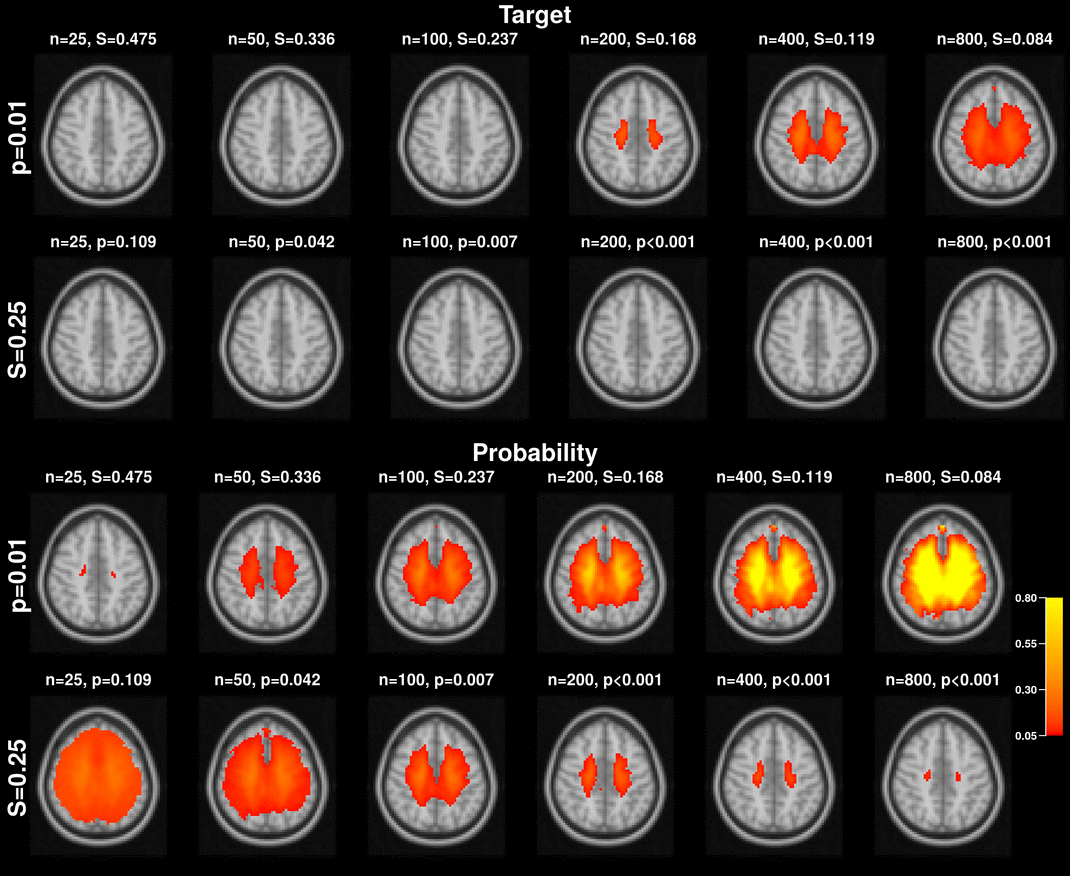 Target
n=25, S=0.475 n=50, S=0.336 n=100, S=0.237 n=200, S=0.168 n=400, S=0.119 n=800, S=0.084
p=0.01
n=25, p=0.109 n=50, p=0.042 n=100, p=0.007 n=200, p<0.001 n=400, p<0.001 n=800, p<0.001
S=0.25
Probability
n=25, S=0.475 n=50, S=0.336 n=100, S=0.237 n=200, S=0.168 n=400, S=0.119 n=800, S=0.084
p=0.01
0.80
0.55
0.30
0.05
n=25, p=0.109 n=50, p=0.042 n=100, p=0.007 n=200, p<0.001 n=400, p<0.001 n=800, p<0.001
S=0.25